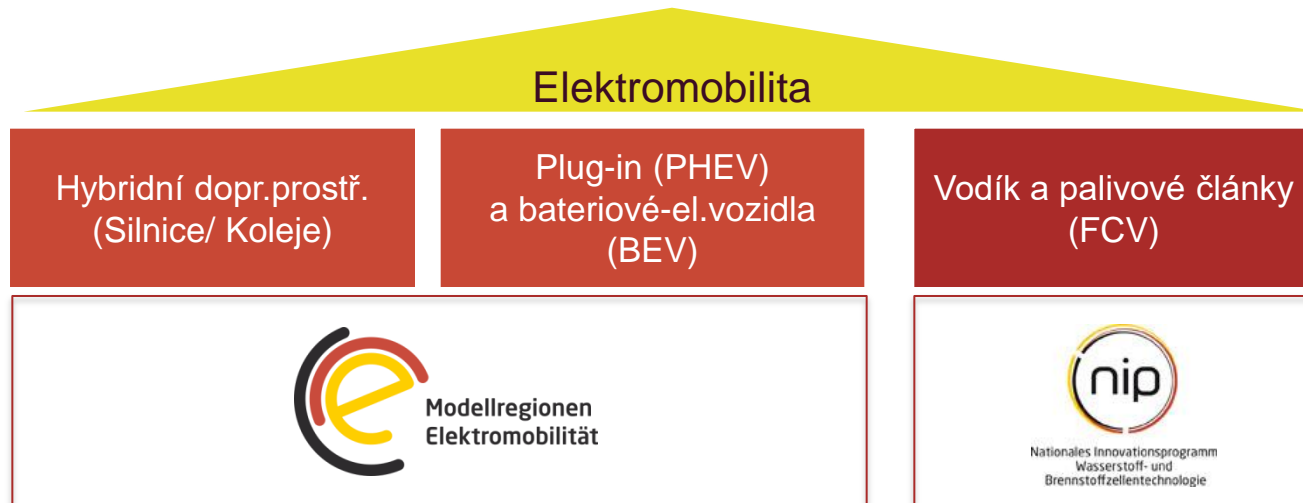 Elektromobilita
Hybridní dopr.prostř.
(Silnice/ Koleje)
Plug-in (PHEV)
a bateriové-el.vozidla
(BEV)
Vodík a palivové články
(FCV)
e
Modellregionen
Elektromobilität
nip
Nationales Innovationsprogramm
Wasserstoff- und
Brennstoffzellentechnologie